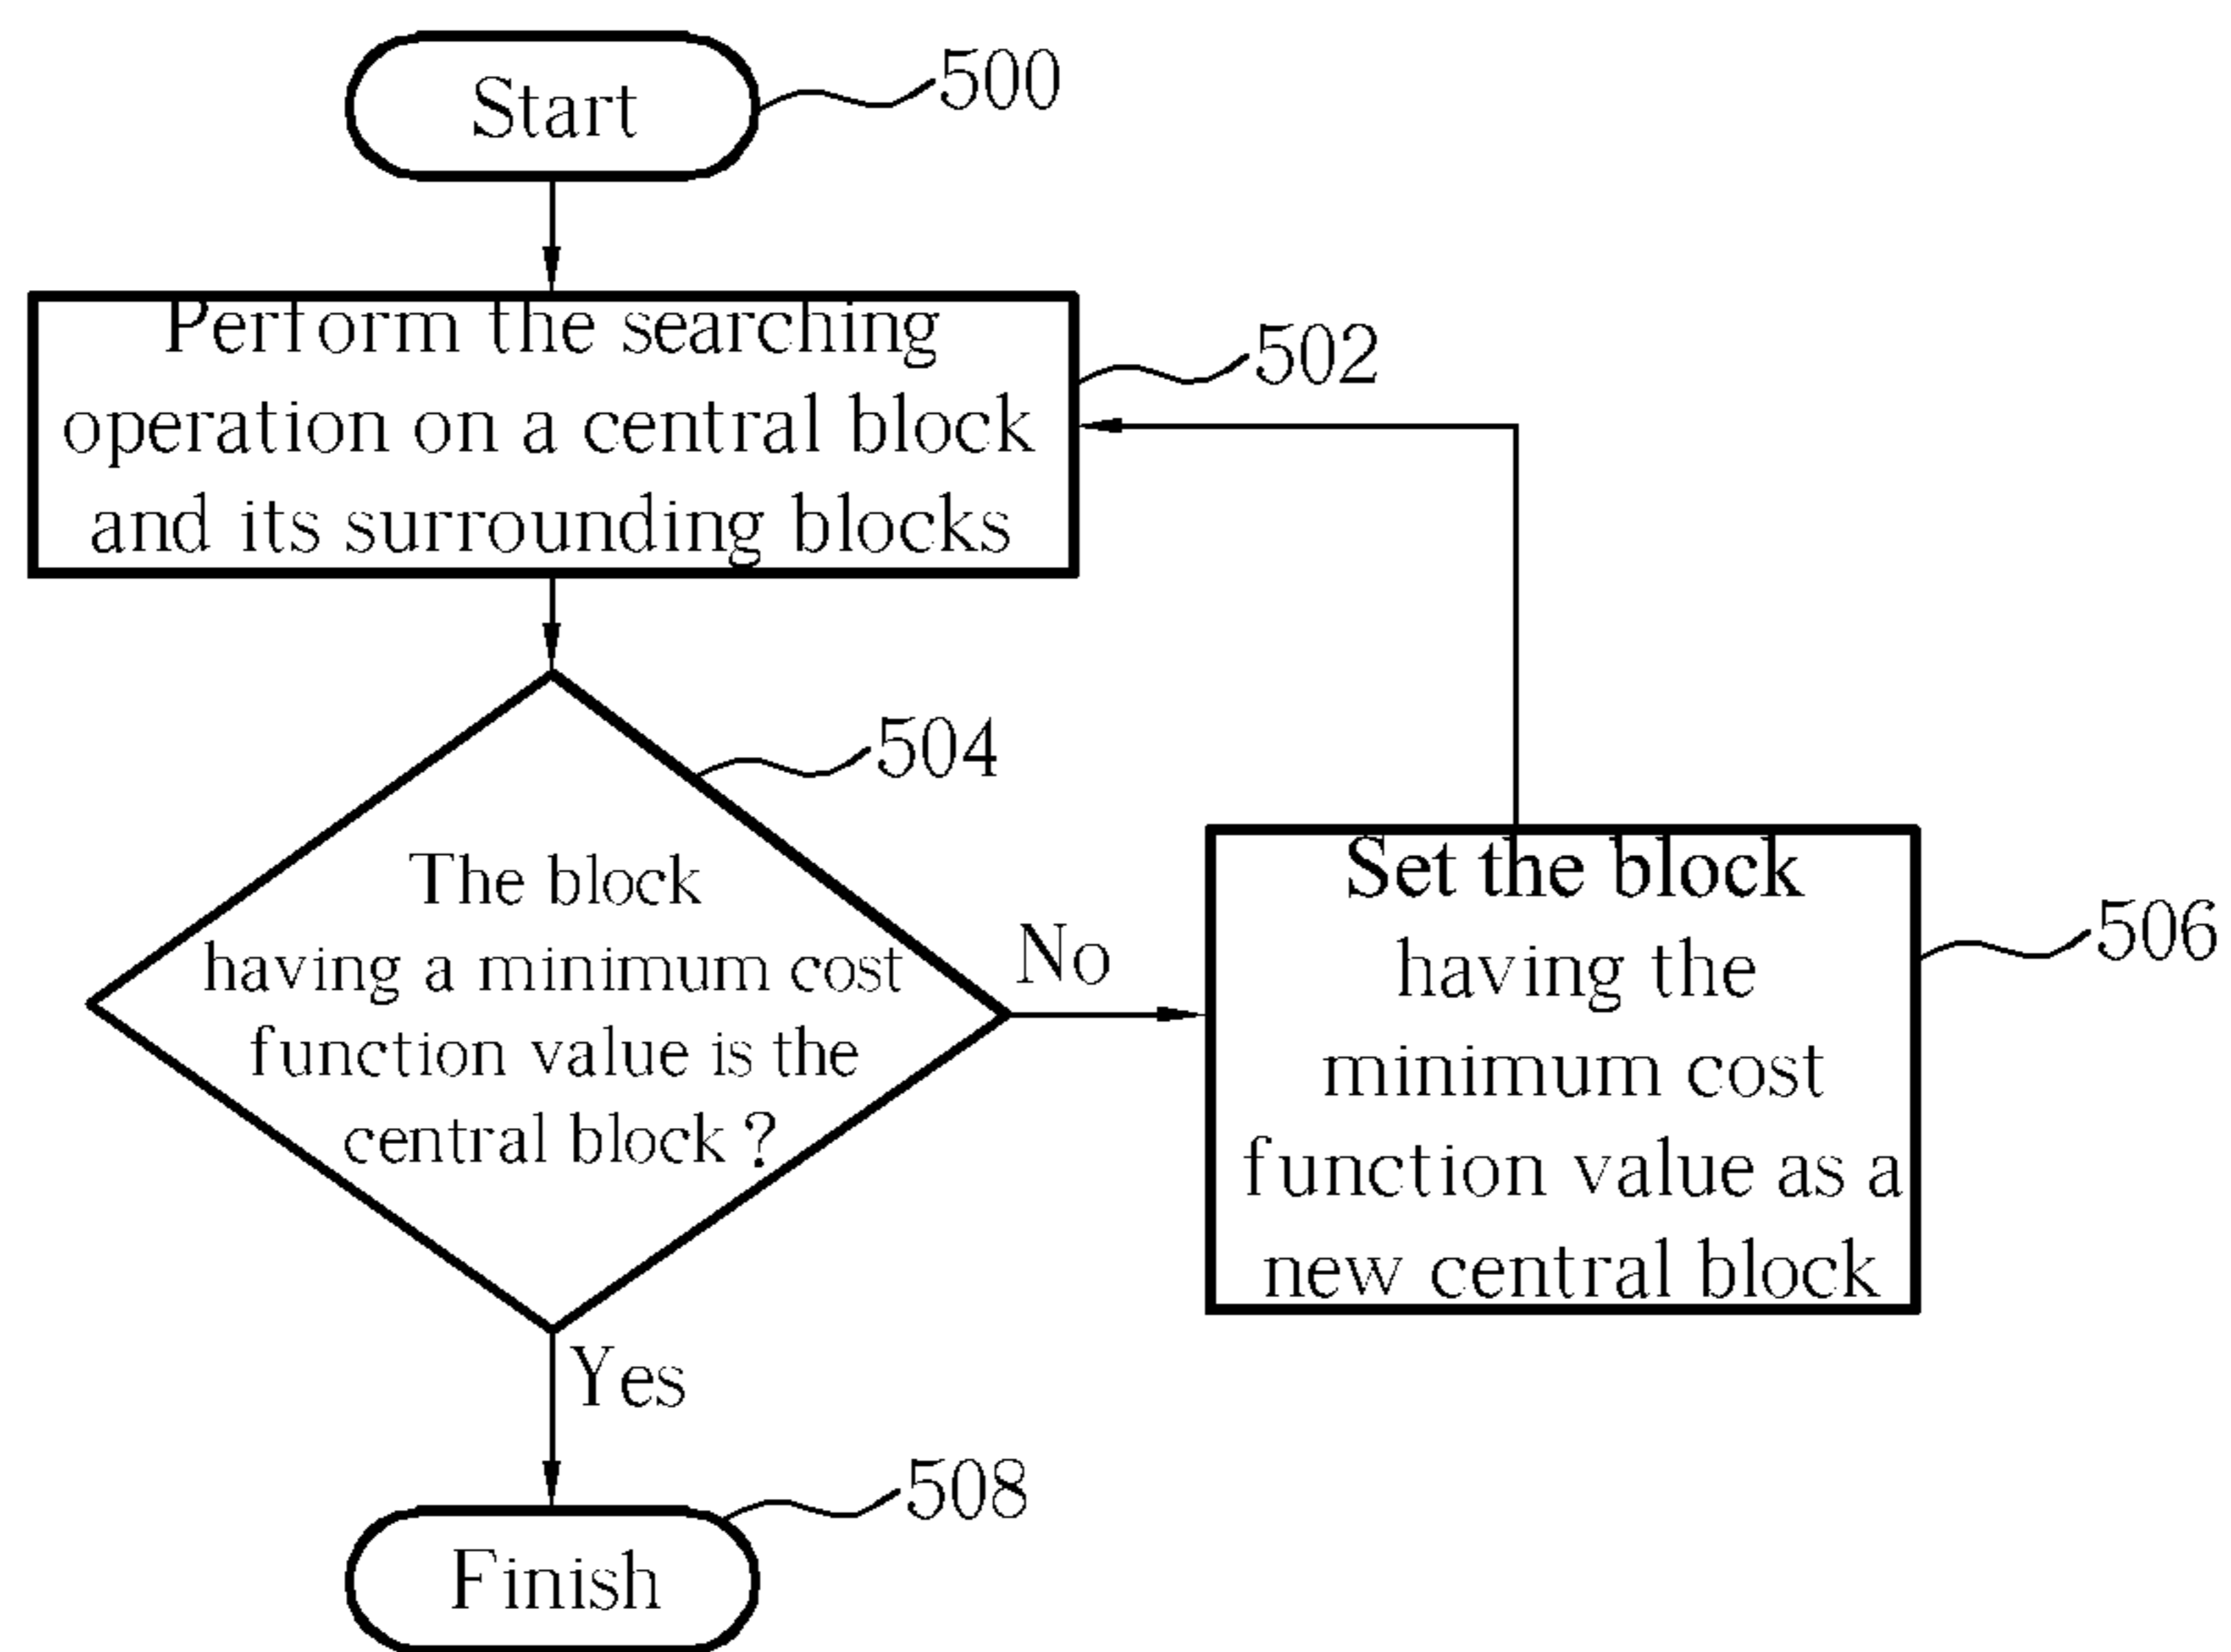 Start
500
Perform the searching
operation on a central block
and its surrounding blocks
502
504
The block
having a minimum cost
function value is the
central block ?
No
Set the block
having the
minimum cost
function value as a
new central block
506
Yes
508
Finish